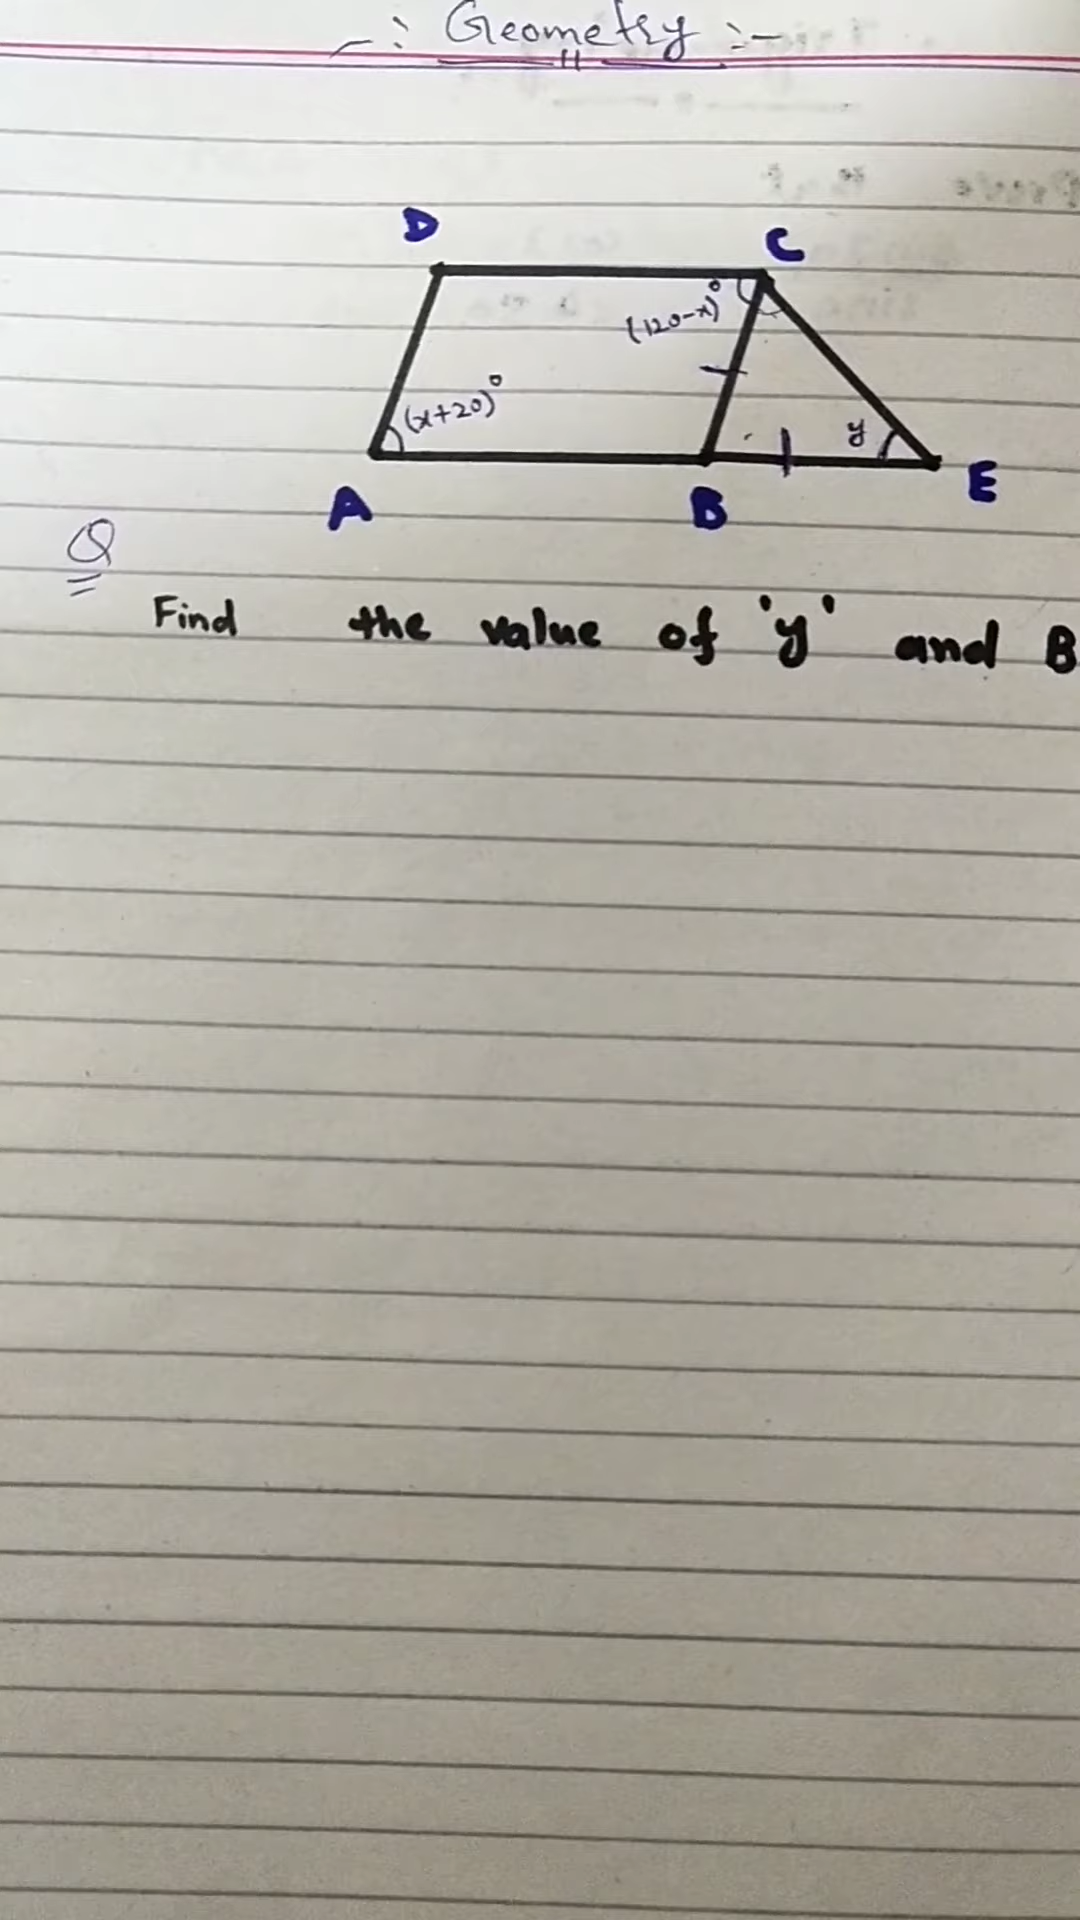 -: Geometry :-
D
C
(120-x)°
(x+20)°
y
A
B
E
Q
Find the value of 'y' and B